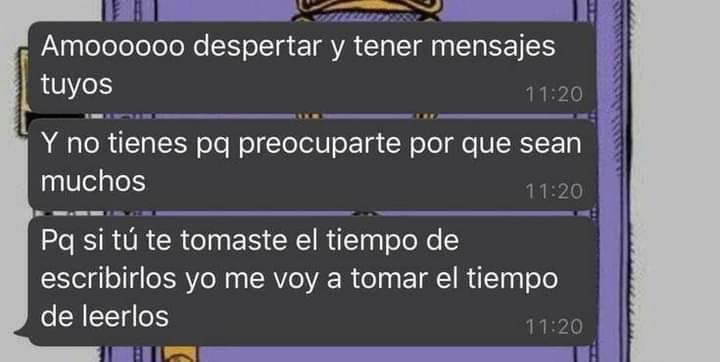 Amoooooo despertar y tener mensajes
tuyos
11:20
Y no tienes pq preocuparte por que sean
muchos
11:20
Pq si tú te tomaste el tiempo de
escribirlos yo me voy a tomar el tiempo
de leerlos
11:20